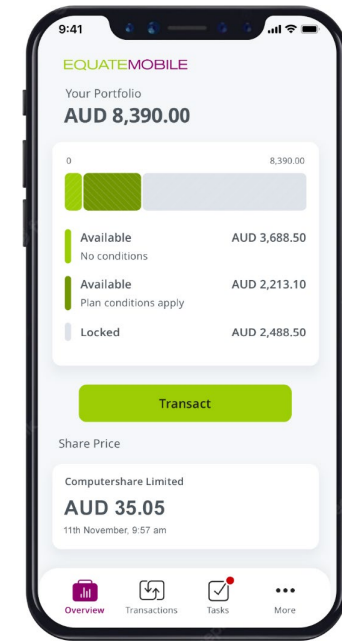 9:41
EQUATEMOBILE
Your Portfolio
AUD 8,390.00
0 8,390.00
Available AUD 3,688.50
No conditions
Available AUD 2,213.10
Plan conditions apply
Locked AUD 2,488.50
Transact
Share Price
Computershare Limited
AUD 35.05
11th November, 9:57 am
Overview Transactions Tasks More